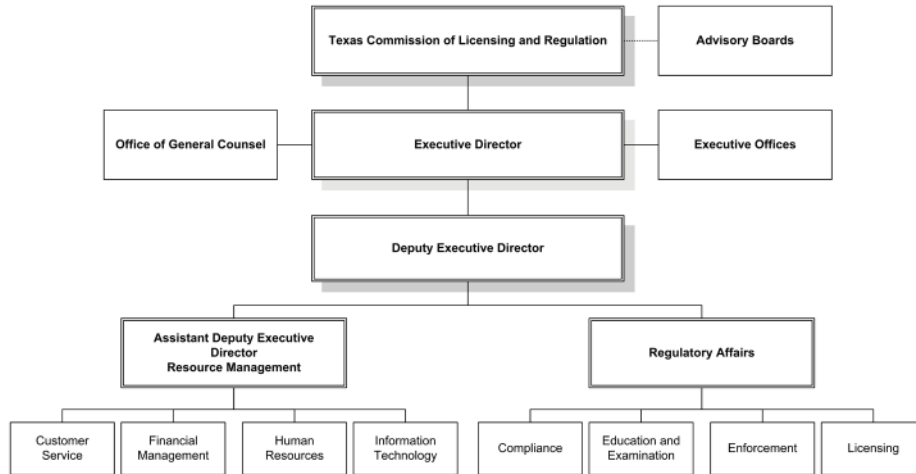 Texas Commission of Licensing and Regulation
Advisory Boards
Office of General Counsel
Executive Director
Executive Offices
Deputy Executive Director
Assistant Deputy Executive
Director
Resource Management
Regulatory Affairs
Customer
Service
Financial
Management
Human
Resources
Information
Technology
Compliance
Education and
Examination
Enforcement
Licensing